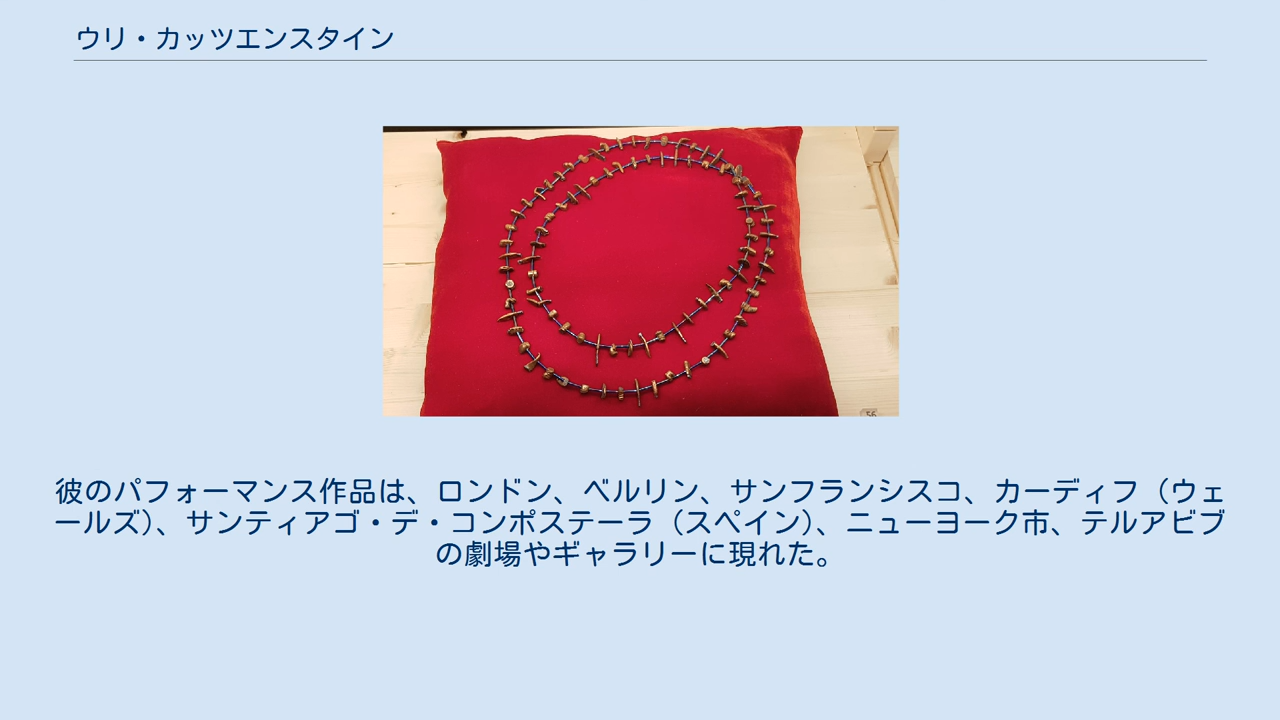 ウリ・カッツエンスタイン
彼のパフォーマンス作品は、ロンドン、ベルリン、サンフランシスコ、カーディフ（ウェ
ールズ）、サンティアゴ・デ・コンポステーラ（スペイン）、ニューヨーク市、テルアビブ
の劇場やギャラリーに現れた。